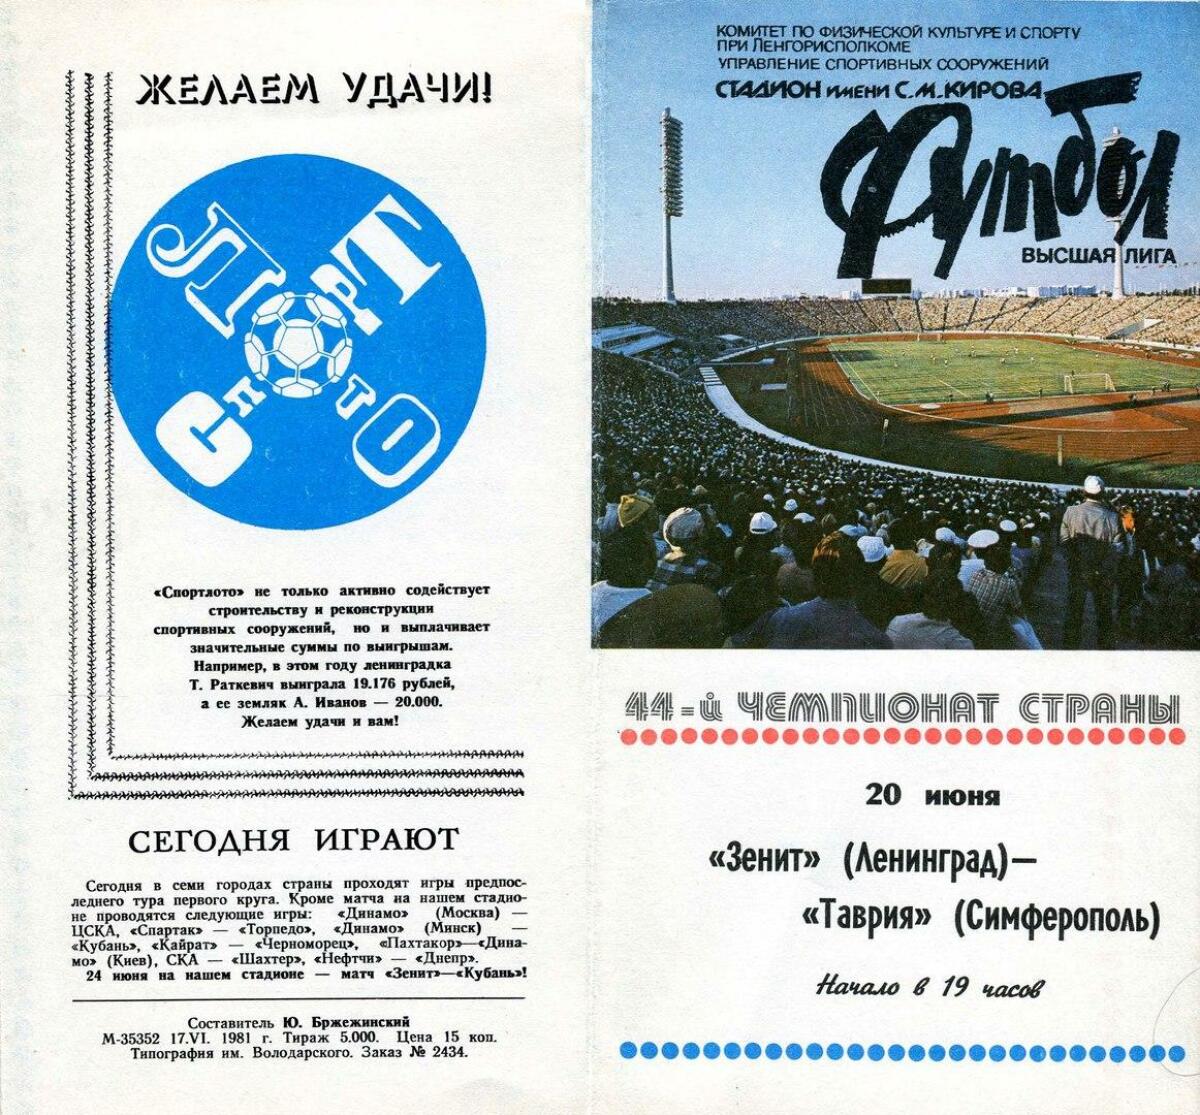 ЖЕЛАЕМ УДАЧИ!
СпОРТ
ЛОтО
«Спортлото» не только активно содействует
строительству и реконструкции
спортивных сооружений, но и выплачивает
значительные суммы по выигрышам.
Например, в этом году ленинградка
Т. Раткевич выиграла 19.176 рублей,
а ее земляк А. Иванов — 20.000.
Желаем удачи и вам!
СЕГОДНЯ ИГРАЮТ
Сегодня в семи городах страны проходят игры предпос-
леднего тура первого круга. Кроме матча на нашем стадио-
не проводятся следующие игры: «Динамо» (Москва) —
ЦСКА, «Спартак» — «Торпедо», «Динамо» (Минск) —
«Кубань», «Кайрат» — «Черноморец», «Пахтакор»—«Дина-
мо» (Киев), СКА — «Шахтер», «Нефтчи» — «Днепр».
24 июня на нашем стадионе — матч «Зенит»—«Кубань»!
Составитель Ю. Бржежинский
М-35352 17.VI. 1981 г. Тираж 5.000. Цена 15 коп.
Типография им. Володарского. Заказ № 2434.
КОМИТЕТ ПО ФИЗИЧЕСКОЙ КУЛЬТУРЕ И СПОРТУ
ПРИ ЛЕНГОРИСПОЛКОМЕ
УПРАВЛЕНИЕ СПОРТИВНЫХ СООРУЖЕНИЙ
СТАДИОН ИМЕНИ С.М.КИРОВА
Футбол
ВЫСШАЯ ЛИГА
44-й ЧЕМПИОНАТ СТРАНЫ
20 июня
«Зенит» (Ленинград)—
«Таврия» (Симферополь)
Начало в 19 часов